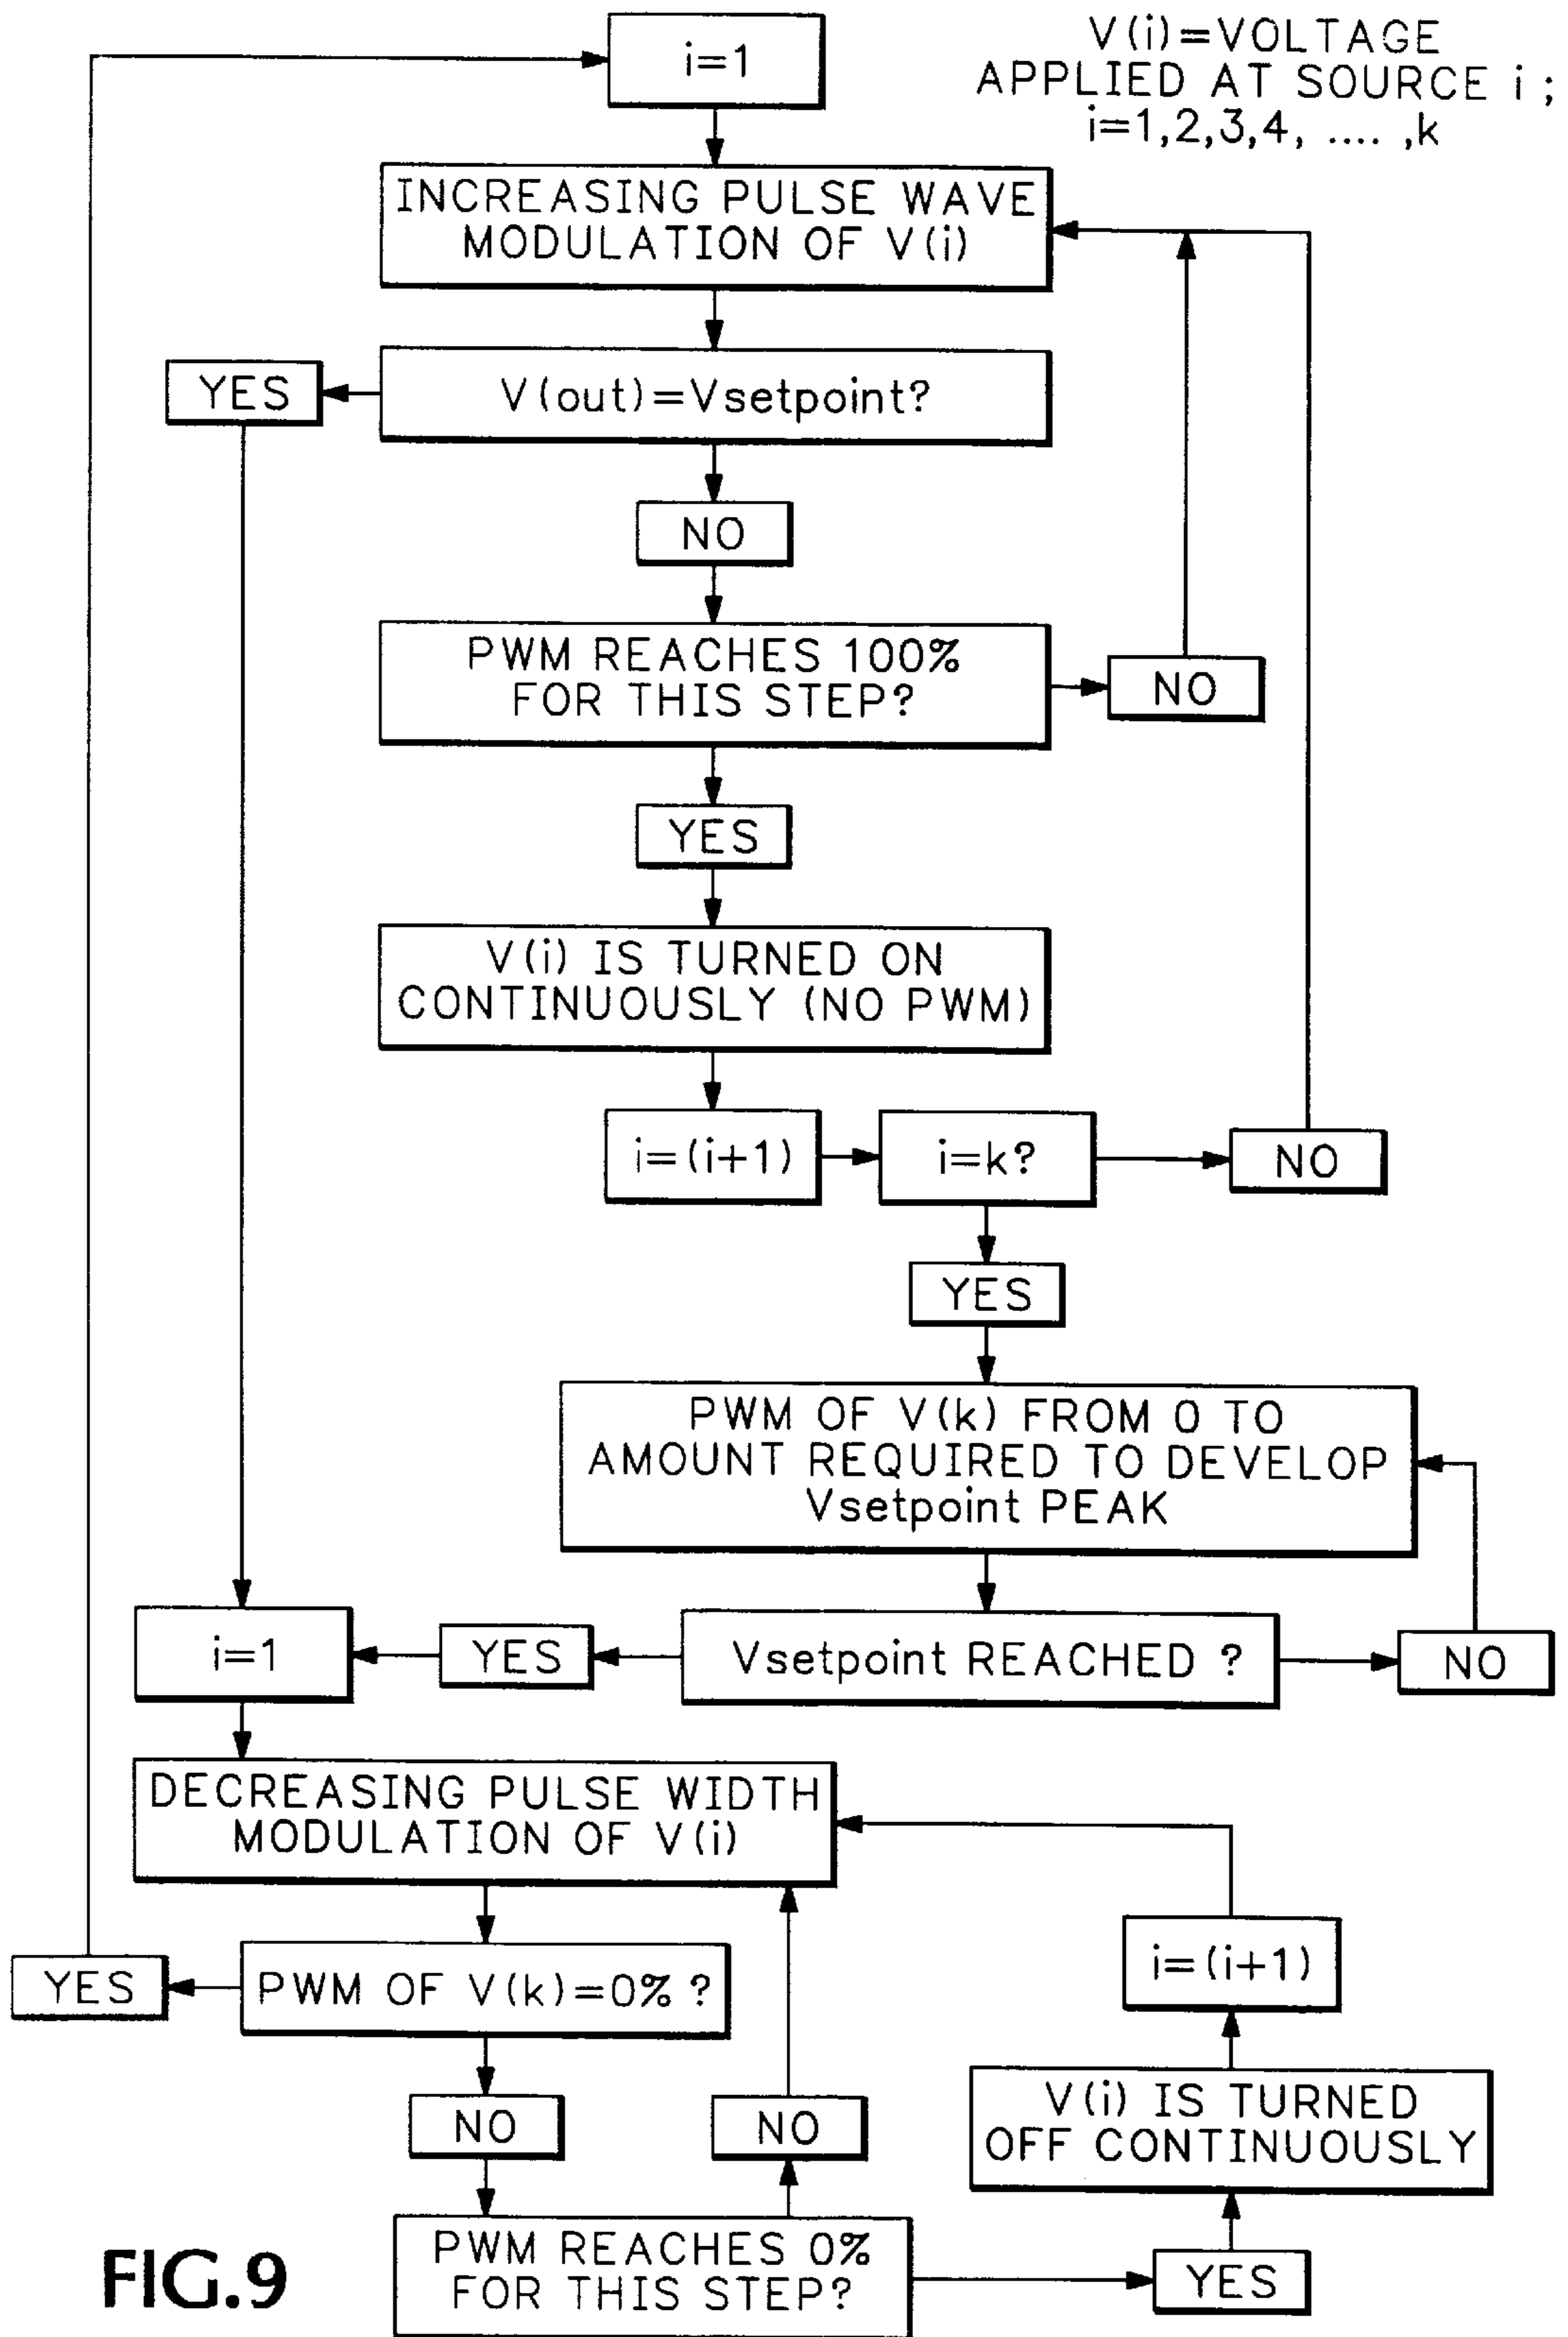 i=1
V(i)=VOLTAGE
APPLIED AT SOURCE i ;
i=1,2,3,4, .... ,k
INCREASING PULSE WAVE
MODULATION OF V(i)
YES
V(out)=Vsetpoint?
NO
PWM REACHES 100%
FOR THIS STEP?
NO
YES
V(i) IS TURNED ON
CONTINUOUSLY (NO PWM)
i=(i+1)
i=k?
NO
YES
PWM OF V(k) FROM 0 TO
AMOUNT REQUIRED TO DEVELOP
Vsetpoint PEAK
i=1
YES
Vsetpoint REACHED ?
NO
DECREASING PULSE WIDTH
MODULATION OF V(i)
YES
PWM OF V(k)=0% ?
i=(i+1)
NO
NO
V(i) IS TURNED
OFF CONTINUOUSLY
PWM REACHES 0%
FOR THIS STEP?
YES
FIG.9